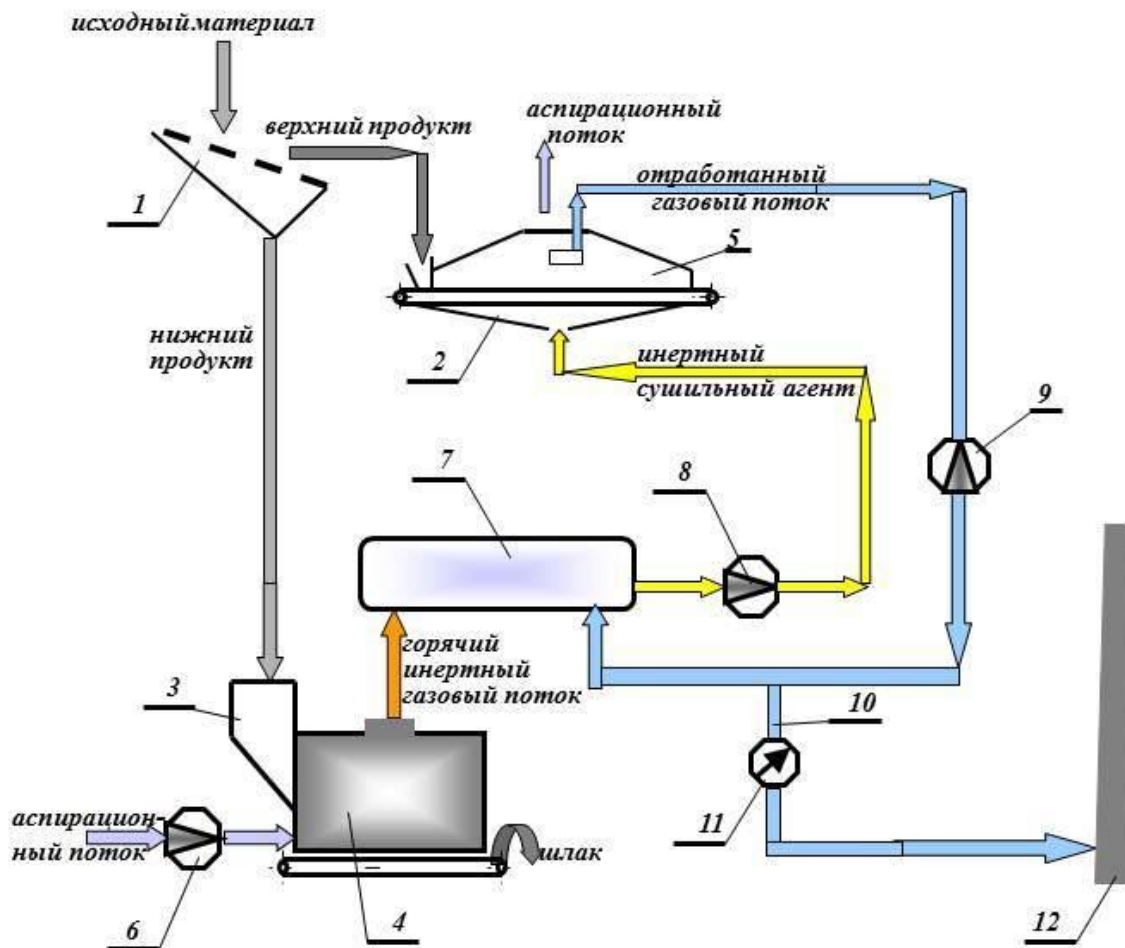 исходный материал
верхний продукт
аспирационный
поток
отработанный
газовый поток
1
5
нижний
продукт
2
инертный
сушильный агент
9
7
8
3
горячий
инертный
газовый поток
10
аспирацион-
ный поток
11
шлак
6
4
12